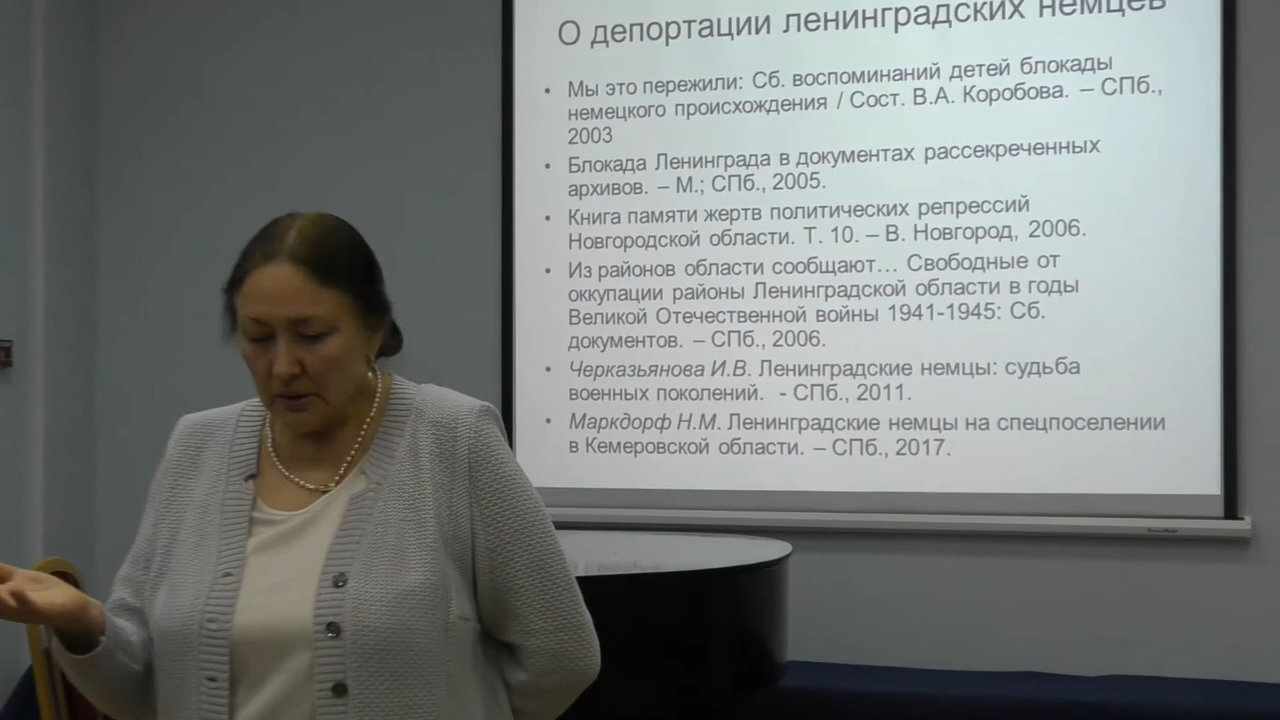 О депортации ленинградских немцев
• Мы это пережили: Сб. воспоминаний детей блокады
немецкого происхождения / Сост. В.А. Коробова. – СПб.,
2003
• Блокада Ленинграда в документах рассекреченных
архивов. – М.; СПб., 2005.
• Книга памяти жертв политических репрессий
Новгородской области. Т. 10. – В. Новгород, 2006.
• Из районов области сообщают… Свободные от
оккупации районы Ленинградской области в годы
Великой Отечественной войны 1941-1945: Сб.
документов. – СПб., 2006.
• Черказьянова И.В. Ленинградские немцы: судьба
военных поколений. - СПб., 2011.
• Маркдорф Н.М. Ленинградские немцы на спецпоселении
в Кемеровской области. – СПб., 2017.